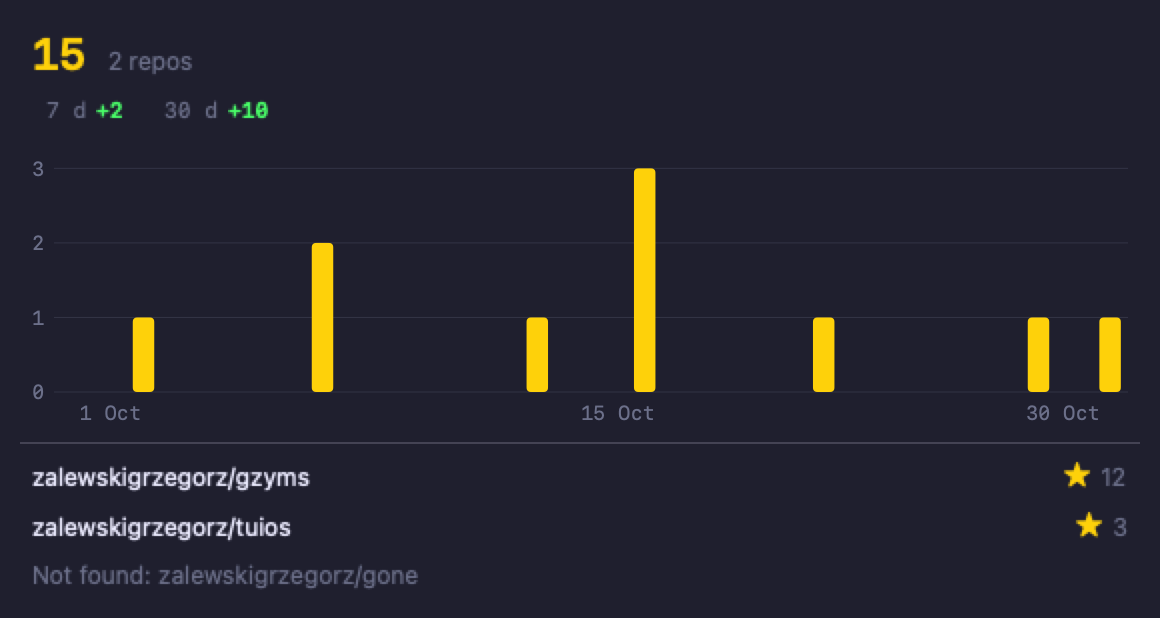 15 2 repos
7 d +2 30 d +10
3
2
1
0
1 Oct 15 Oct 30 Oct
zalewskigrzegorz/gzyms ★ 12
zalewskigrzegorz/tuios ★ 3
Not found: zalewskigrzegorz/gone